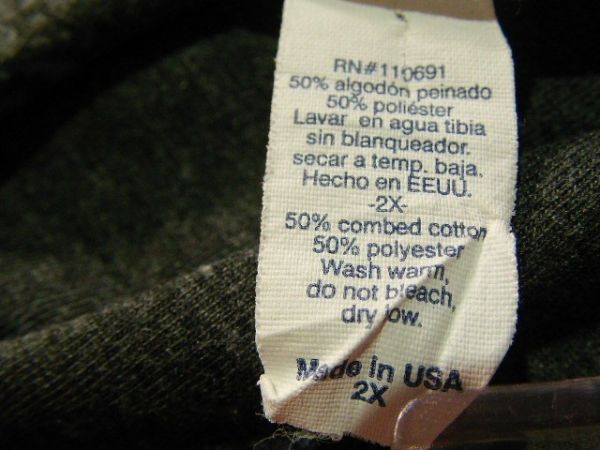 RN#110691
50% algodón peinado
50% poliéster
Lavar en agua tibia
sin blanqueador.
secar a temp. baja.
Hecho en EEUU.
-2X-
50% combed cotton
50% polyester
Wash warm,
do not bleach,
dry low.
Made in USA
2X